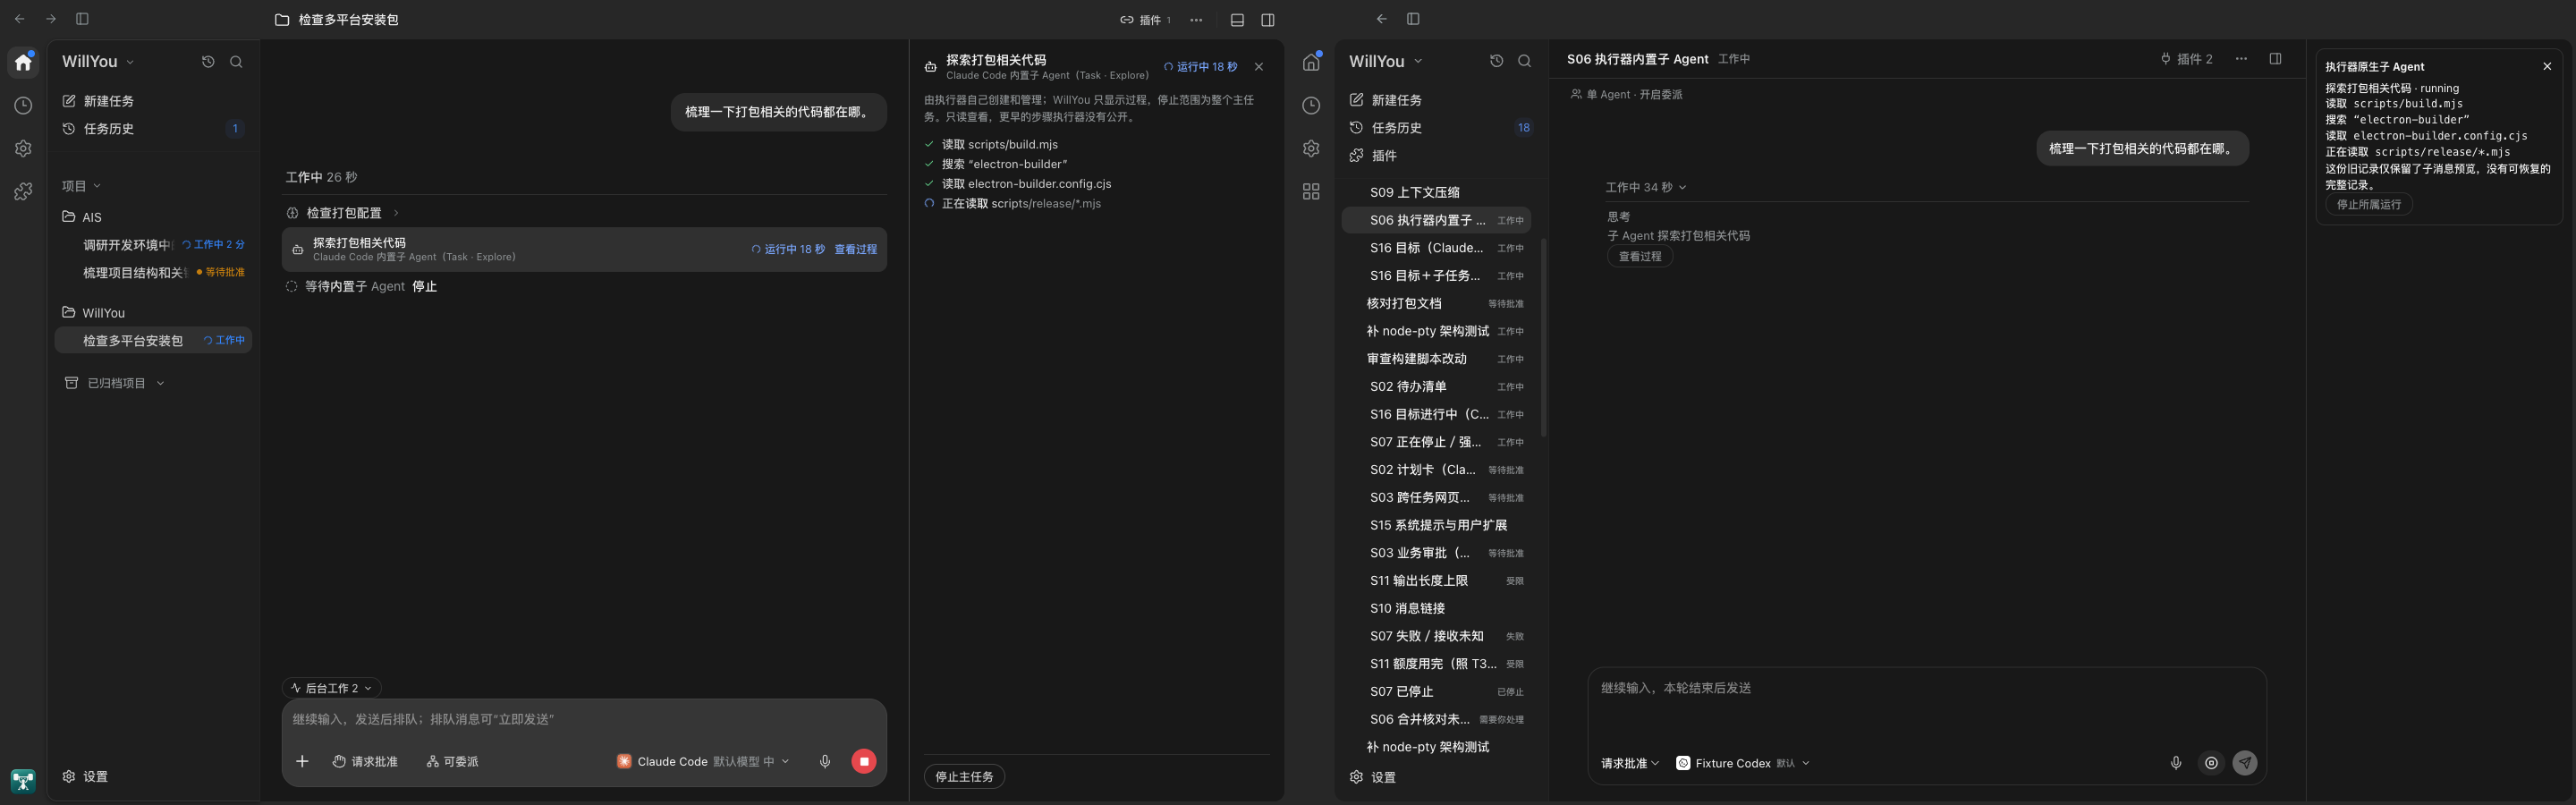 检查多平台安装包
插件 1
WillYou
新建任务
任务历史 1
项目
AIS
调研开发环境中 工作中 2 分
梳理项目结构和关 等待批准
WillYou
检查多平台安装包 工作中
已归档项目
设置
梳理一下打包相关的代码都在哪。
工作中 26 秒
检查打包配置
探索打包相关代码
Claude Code 内置子 Agent（Task · Explore）
运行中 18 秒 查看过程
等待内置子 Agent 停止
后台工作 2
继续输入，发送后排队；排队消息可“立即发送”
请求批准 可委派 Claude Code 默认模型 中
探索打包相关代码
Claude Code 内置子 Agent（Task · Explore）
运行中 18 秒
由执行器自己创建和管理；WillYou 只显示过程，停止范围为整个主任
务。只读查看，更早的步骤执行器没有公开。
读取 scripts/build.mjs
搜索 “electron-builder”
读取 electron-builder.config.cjs
正在读取 scripts/release/*.mjs
停止主任务
WillYou
新建任务
任务历史 18
插件
S09 上下文压缩
S06 执行器内置子 ... 工作中
S16 目标（Claude... 工作中
S16 目标＋子任务... 工作中
核对打包文档 等待批准
补 node-pty 架构测试 工作中
审查构建脚本改动 工作中
S02 待办清单 工作中
S16 目标进行中（C... 工作中
S07 正在停止 / 强... 工作中
S02 计划卡（Cla... 等待批准
S03 跨任务网页... 等待批准
S15 系统提示与用户扩展
S03 业务审批（... 等待批准
S11 输出长度上限 受限
S10 消息链接
S07 失败 / 接收未知 失败
S11 额度用完（照 T3... 受限
S07 已停止 已停止
S06 合并核对未... 需要你处理
补 node-pty 架构测试
设置
S06 执行器内置子 Agent 工作中
插件 2
单 Agent · 开启委派
梳理一下打包相关的代码都在哪。
工作中 34 秒
思考
子 Agent 探索打包相关代码
查看过程
继续输入，本轮结束后发送
请求批准 Fixture Codex 默认
执行器原生子 Agent
探索打包相关代码 · running
读取 scripts/build.mjs
搜索 “electron-builder”
读取 electron-builder.config.cjs
正在读取 scripts/release/*.mjs
这份旧记录仅保留了子消息预览，没有可恢复的
完整记录。
停止所属运行